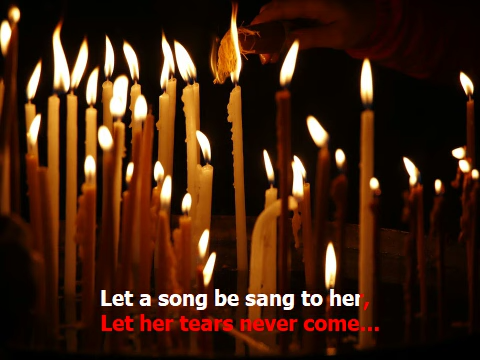 Let a song be sang to her,
Let her tears never come...